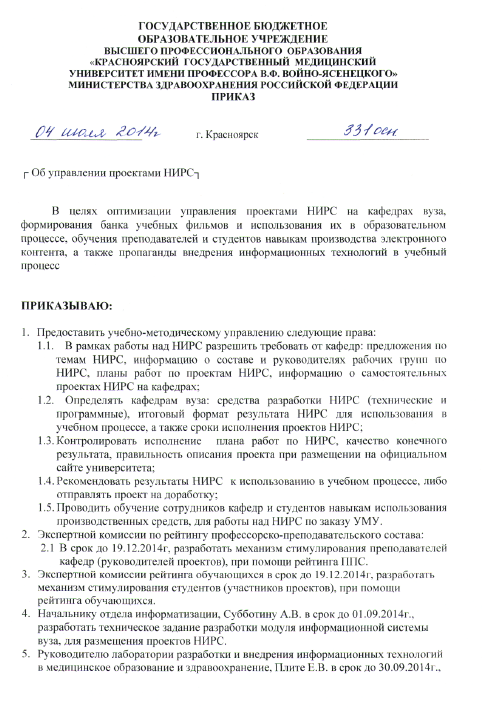 ГОСУДАРСТВЕННОЕ БЮДЖЕТНОЕ
ОБРАЗОВАТЕЛЬНОЕ УЧРЕЖДЕНИЕ
ВЫСШЕГО ПРОФЕССИОНАЛЬНОГО ОБРАЗОВАНИЯ
«КРАСНОЯРСКИЙ ГОСУДАРСТВЕННЫЙ МЕДИЦИНСКИЙ
УНИВЕРСИТЕТ ИМЕНИ ПРОФЕССОРА В.Ф. ВОЙНО-ЯСЕНЕЦКОГО»
МИНИСТЕРСТВА ЗДРАВООХРАНЕНИЯ РОССИЙСКОЙ ФЕДЕРАЦИИ
ПРИКАЗ
04 июля 2014г г. Красноярск 331осн
Об управлении проектами НИРС
В целях оптимизации управления проектами НИРС на кафедрах вуза,
формирования банка учебных фильмов и использования их в образовательном
процессе, обучения преподавателей и студентов навыкам производства электронного
контента, а также пропаганды внедрения информационных технологий в учебный
процесс
ПРИКАЗЫВАЮ:
1. Предоставить учебно-методическому управлению следующие права:
1.1. В рамках работы над НИРС разрешить требовать от кафедр: предложения по
темам НИРС, информацию о составе и руководителях рабочих групп по
НИРС, планы работ по проектам НИРС, информацию о самостоятельных
проектах НИРС на кафедрах;
1.2. Определять кафедрам вуза: средства разработки НИРС (технические и
программные), итоговый формат результата НИРС для использования в
учебном процессе, а также сроки исполнения проектов НИРС;
1.3. Контролировать исполнение плана работ по НИРС, качество конечного
результата, правильность описания проекта при размещении на официальном
сайте университета;
1.4. Рекомендовать результаты НИРС к использованию в учебном процессе, либо
отправлять проект на доработку;
1.5. Проводить обучение сотрудников кафедр и студентов навыкам использования
производственных средств, для работы над НИРС по заказу УМУ.
2. Экспертной комиссии по рейтингу профессорско-преподавательского состава:
2.1 В срок до 19.12.2014г, разработать механизм стимулирования преподавателей
кафедр (руководителей проектов), при помощи рейтинга ППС.
3. Экспертной комиссии рейтинга обучающихся в срок до 19.12.2014г, разработать
механизм стимулирования студентов (участников проектов), при помощи
рейтинга обучающихся.
4. Начальнику отдела информатизации, Субботину А.В. в срок до 01.09.2014г.,
разработать техническое задание разработки модуля информационной системы
вуза, для размещения проектов НИРС.
5. Руководителю лаборатории разработки и внедрения информационных технологий
в медицинское образование и здравоохранение, Плите Е.В. в срок до 30.09.2014г.,